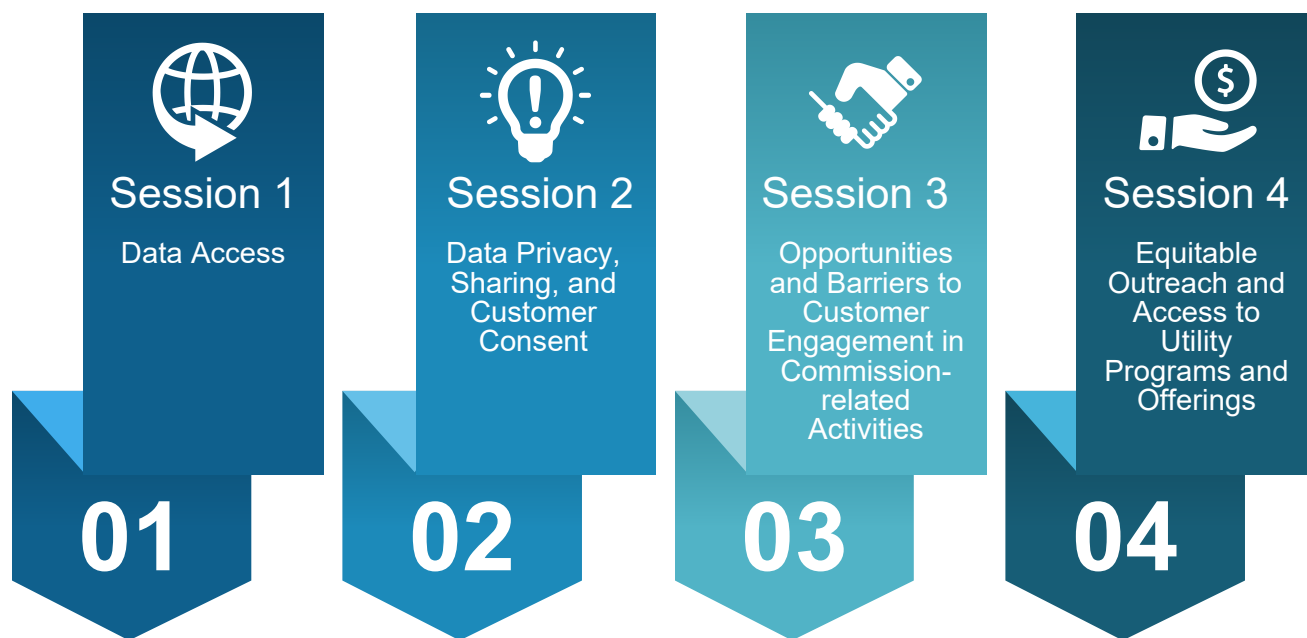 Session 1
Data Access
01
Session 2
Data Privacy,
Sharing, and
Customer
Consent
02
Session 3
Opportunities
and Barriers to
Customer
Engagement in
Commission-
related
Activities
03
Session 4
Equitable
Outreach and
Access to
Utility
Programs and
Offerings
04